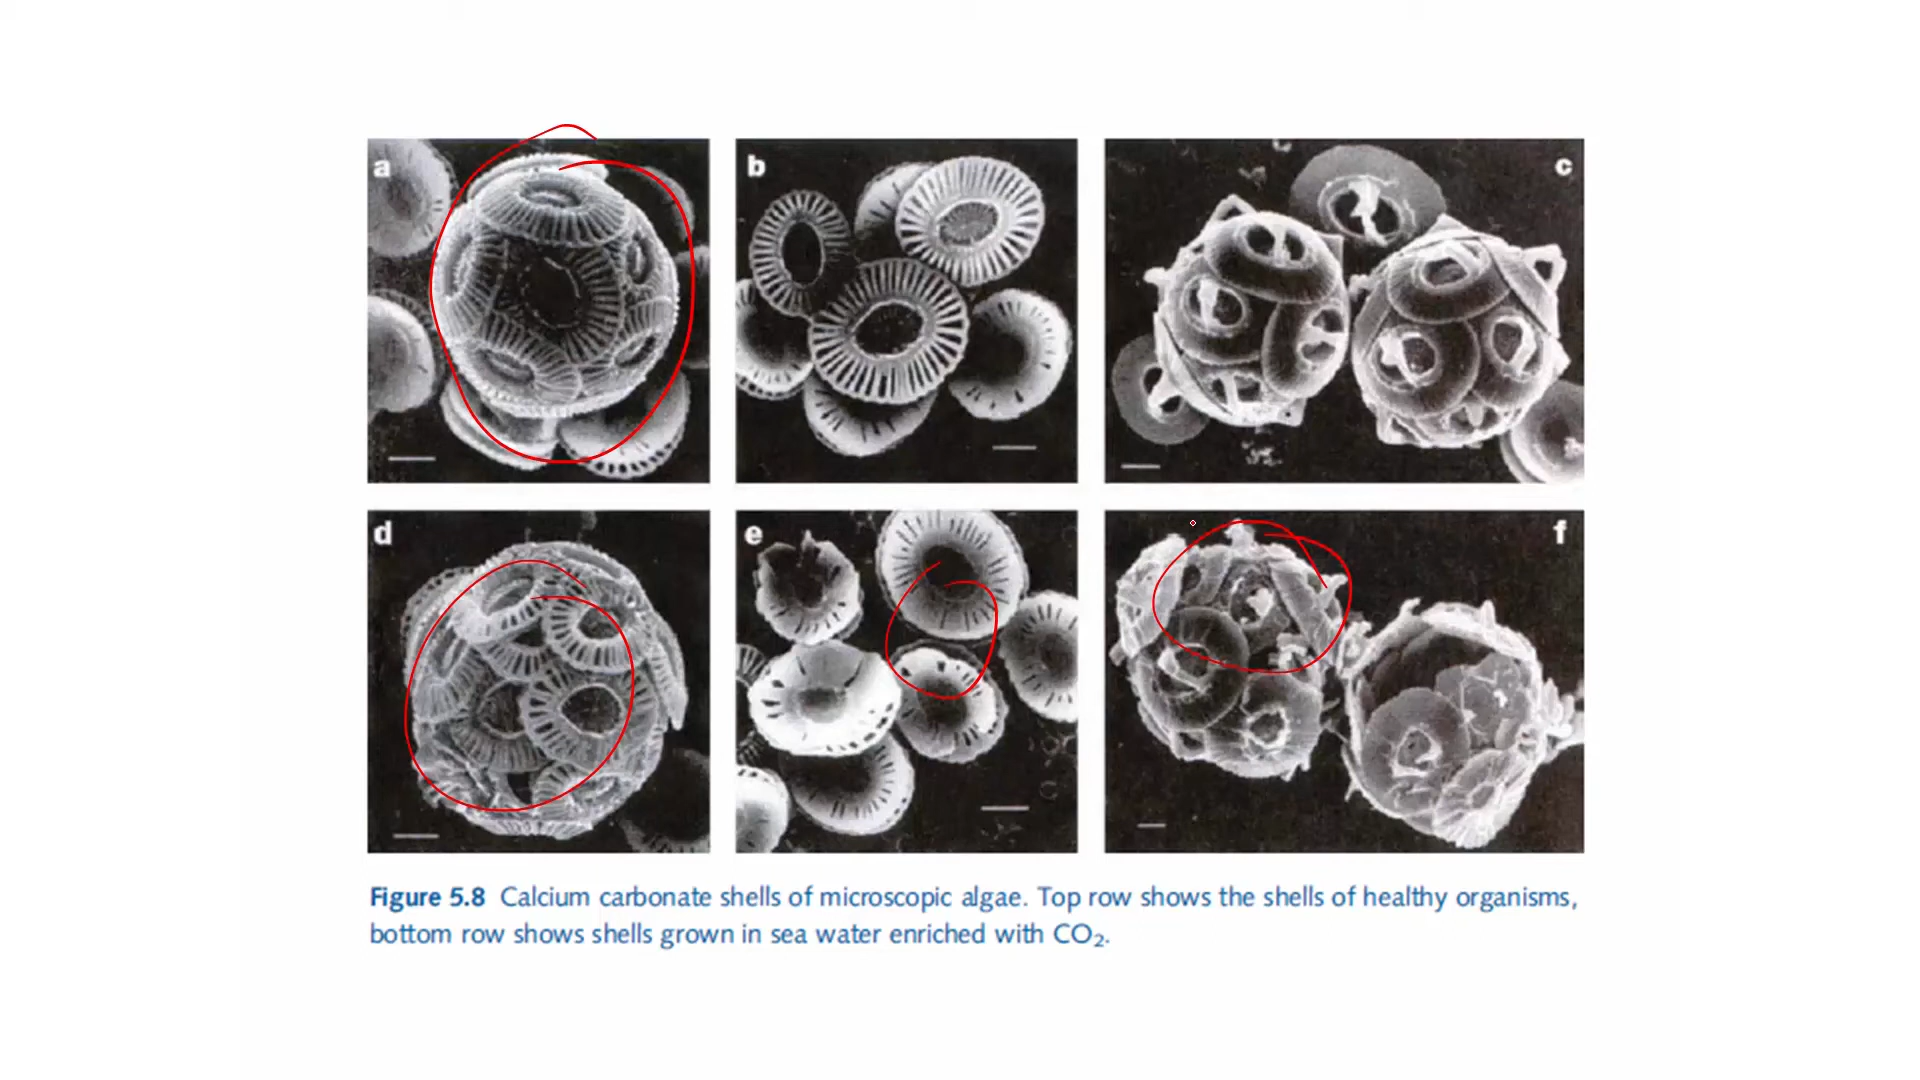 a
b
c
d
e
f
Figure 5.8 Calcium carbonate shells of microscopic algae. Top row shows the shells of healthy organisms,
bottom row shows shells grown in sea water enriched with CO₂.